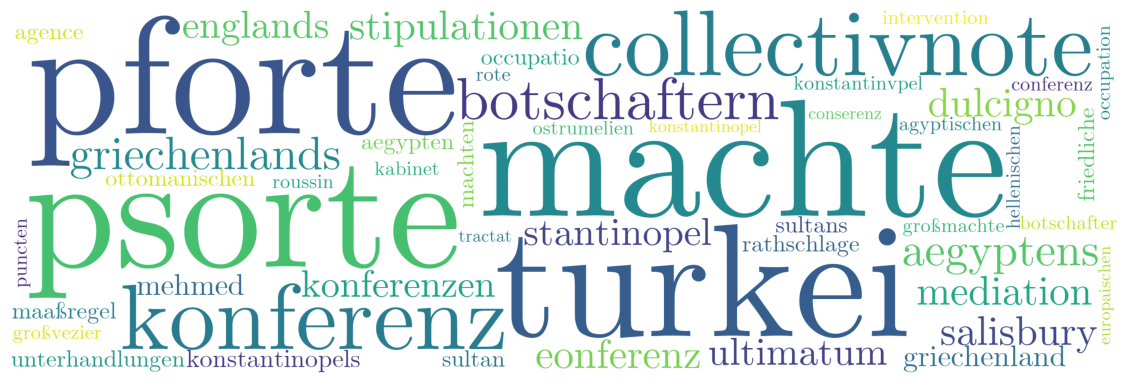 agence
englands
stipulationen
intervention
collectivnote
pforte
occupatio
rote
konstantinvpel
conferenz
occupation
botschaftern
dulcigno
conserenz
griechenlands
aegypten
machten
ostrumelien
konstantinopel
agyptischen
friedliche
ottomanischen
roussin
kabinet
machte
hellenischen
psorte
puncten
tractat
stantinopel
sultans
rathschlage
großmachte
botschafter
turkei
aegyptens
europaischen
mehmed
konferenzen
mediation
maaßregel
großvezier
konferenz
salisbury
unterhandlungen
konstantinopels
sultan
eonferenz
ultimatum
griechenland